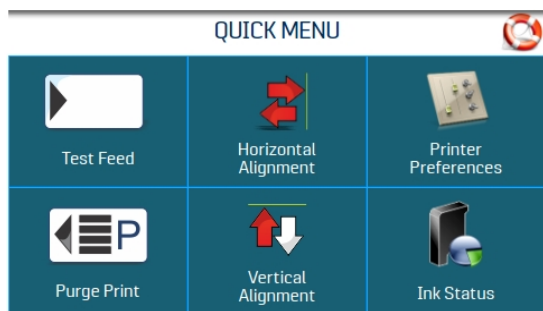 QUICK MENU
Test Feed
Horizontal
Alignment
Printer
Preferences
P
Purge Print
Vertical
Alignment
Ink Status